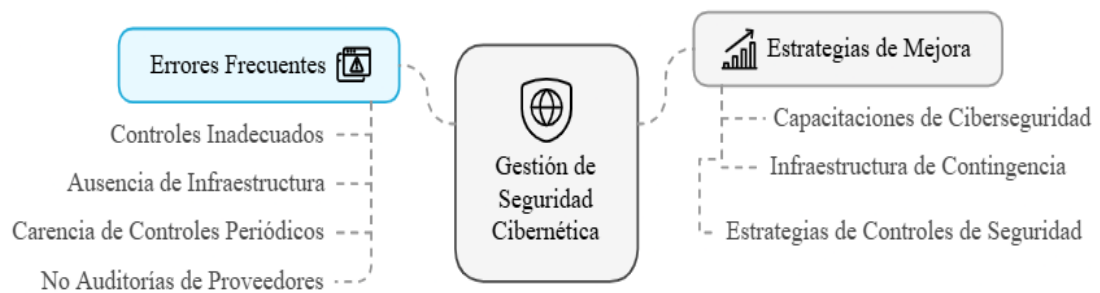 Errores Frecuentes
Controles Inadecuados
Ausencia de Infraestructura
Carencia de Controles Periódicos
No Auditorías de Proveedores
Gestión de
Seguridad
Cibernética
Estrategias de Mejora
Capacitaciones de Ciberseguridad
Infraestructura de Contingencia
Estrategias de Controles de Seguridad